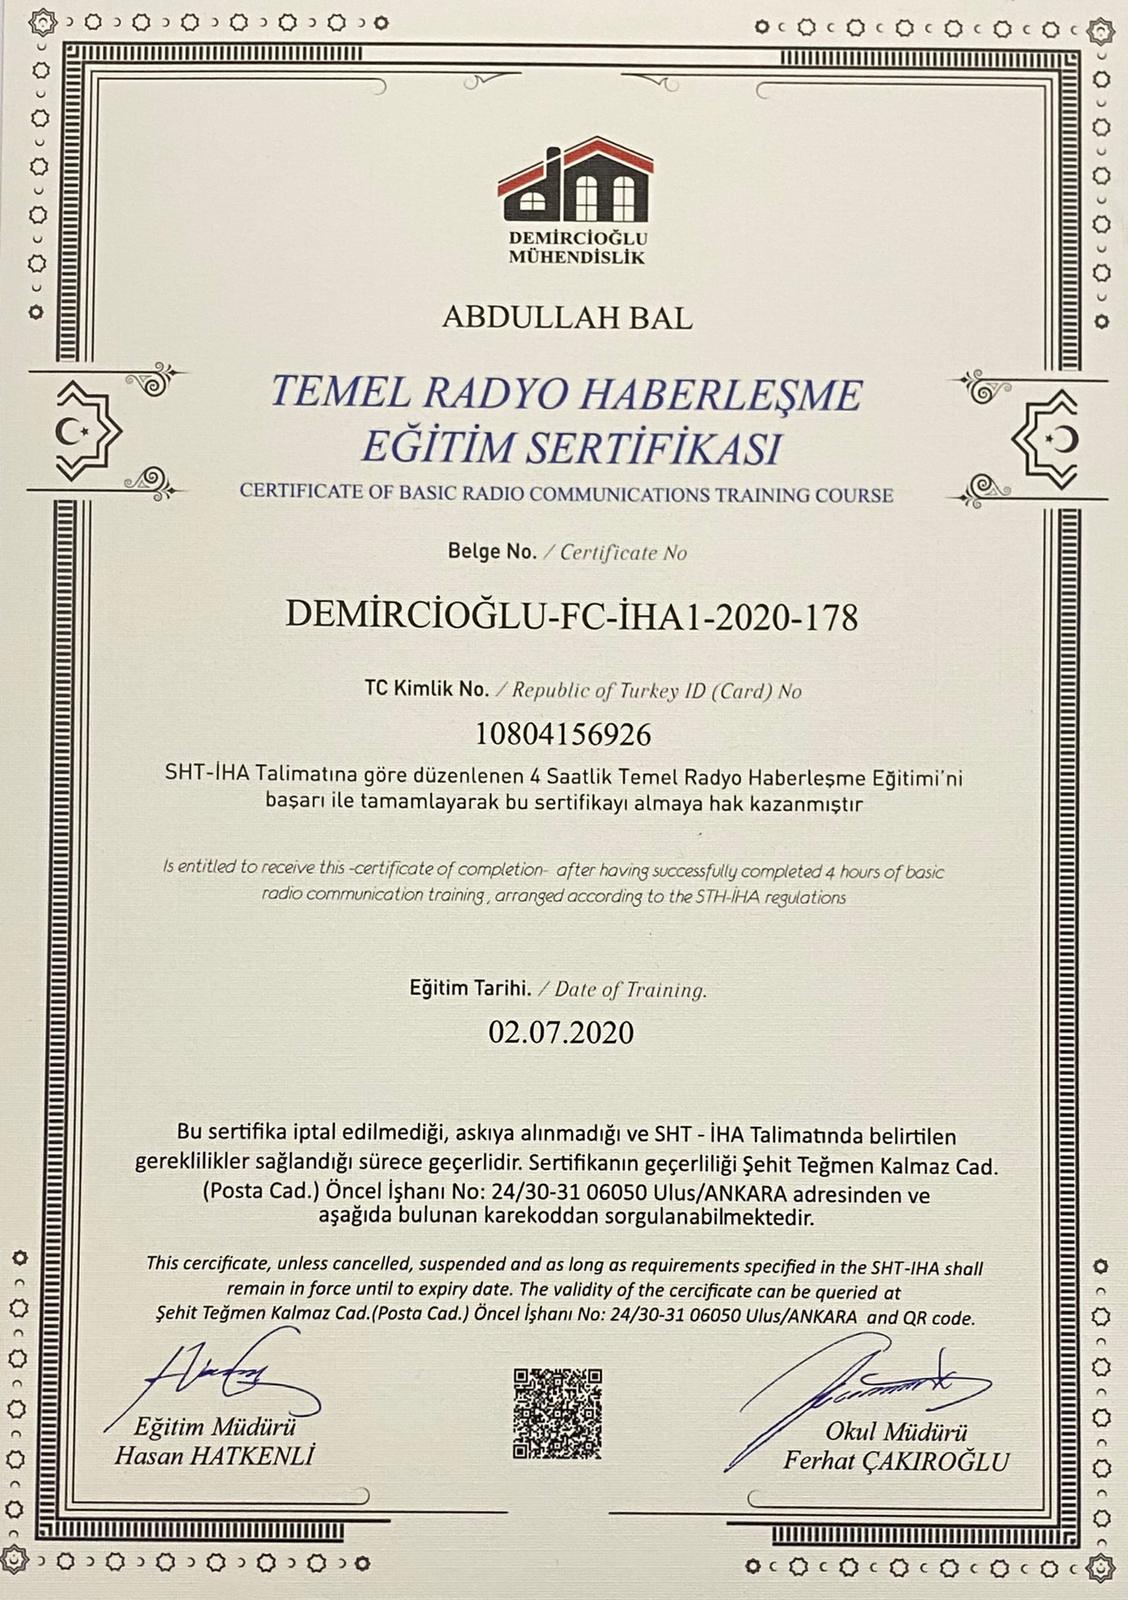 DEMİRCİOĞLU
MÜHENDİSLİK
ABDULLAH BAL
TEMEL RADYO HABERLEŞME
EĞİTİM SERTİFİKASI
CERTIFICATE OF BASIC RADIO COMMUNICATIONS TRAINING COURSE
Belge No. / Certificate No
DEMİRCİOĞLU-FC-İHA1-2020-178
TC Kimlik No. / Republic of Turkey ID (Card) No
10804156926
SHT-İHA Talimatına göre düzenlenen 4 Saatlik Temel Radyo Haberleşme Eğitimi'ni
başarı ile tamamlayarak bu sertifikayı almaya hak kazanmıştır
Is entitled to receive this -certificate of completion- after having successfully completed 4 hours of basic
radio communication training, arranged according to the STH-İHA regulations
Eğitim Tarihi. / Date of Training.
02.07.2020
Bu sertifika iptal edilmediği, askıya alınmadığı ve SHT - İHA Talimatında belirtilen
gereklilikler sağlandığı sürece geçerlidir. Sertifikanın geçerliliği Şehit Teğmen Kalmaz Cad.
(Posta Cad.) Öncel İşhanı No: 24/30-31 06050 Ulus/ANKARA adresinden ve
aşağıda bulunan karekoddan sorgulanabilmektedir.
This cercificate, unless cancelled, suspended and as long as requirements specified in the SHT-IHA shall
remain in force until to expiry date. The validity of the cercificate can be queried at
Şehit Teğmen Kalmaz Cad.(Posta Cad.) Öncel İşhanı No: 24/30-31 06050 Ulus/ANKARA and QR code.
Eğitim Müdürü
Hasan HATKENLİ
Okul Müdürü
Ferhat ÇAKIROĞLU